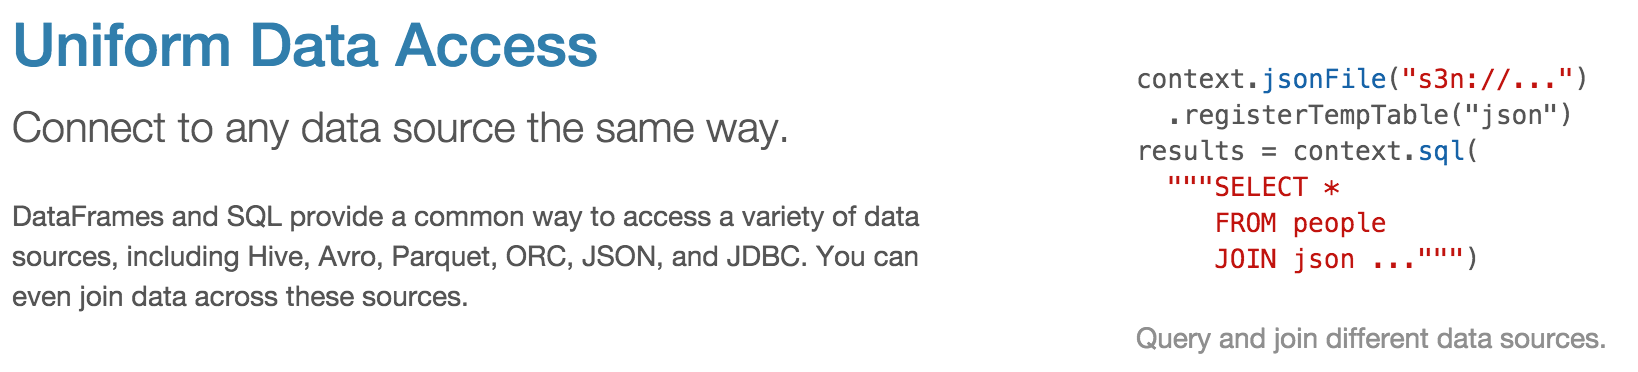 Uniform Data Access
Connect to any data source the same way.
DataFrames and SQL provide a common way to access a variety of data
sources, including Hive, Avro, Parquet, ORC, JSON, and JDBC. You can
even join data across these sources.
context.jsonFile("s3n://...")
  .registerTempTable("json")
results = context.sql(
  """SELECT *
     FROM people
     JOIN json ...""")
Query and join different data sources.